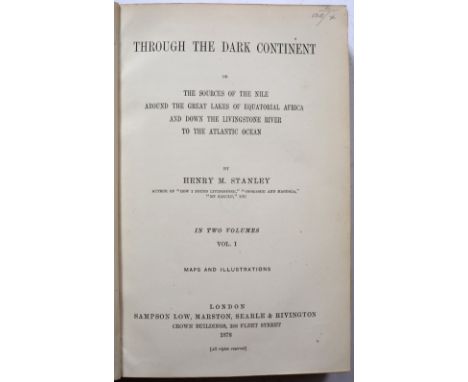 THROUGH THE DARK CONTINENT
OR
THE SOURCES OF THE NILE
AROUND THE GREAT LAKES OF EQUATORIAL AFRICA
AND DOWN THE LIVINGSTONE RIVER
TO THE ATLANTIC OCEAN
BY
HENRY M. STANLEY
AUTHOR OF "HOW I FOUND LIVINGSTONE," "COOMASSIE AND MAGDALA,"
"MY KALULU," ETC.
IN TWO VOLUMES
VOL. I
MAPS AND ILLUSTRATIONS
LONDON
SAMPSON LOW, MARSTON, SEARLE & RIVINGTON
CROWN BUILDINGS, 188 FLEET STREET
1878
[All rights reserved]